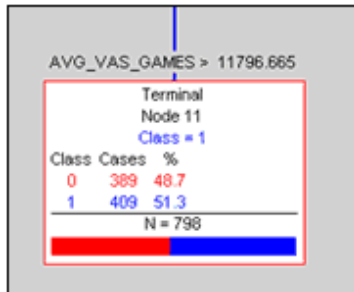 AVG_VAS_GAMES > 11796.665
Terminal
Node 11
Class = 1
Class Cases %
0 389 48.7
1 409 51.3
N = 798